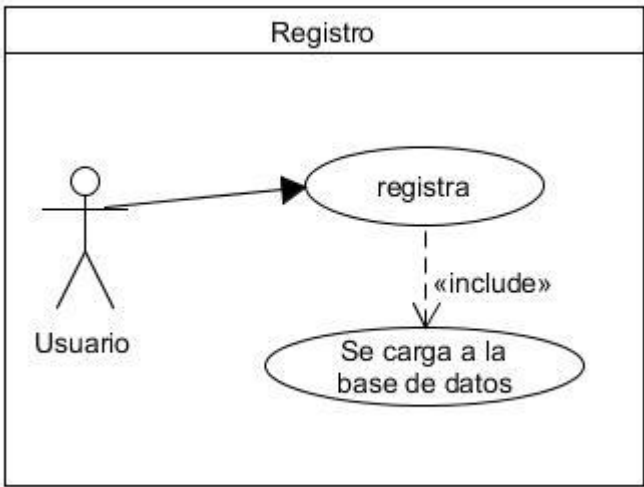 Registro
registra
«include»
Usuario
Se carga a la
base de datos